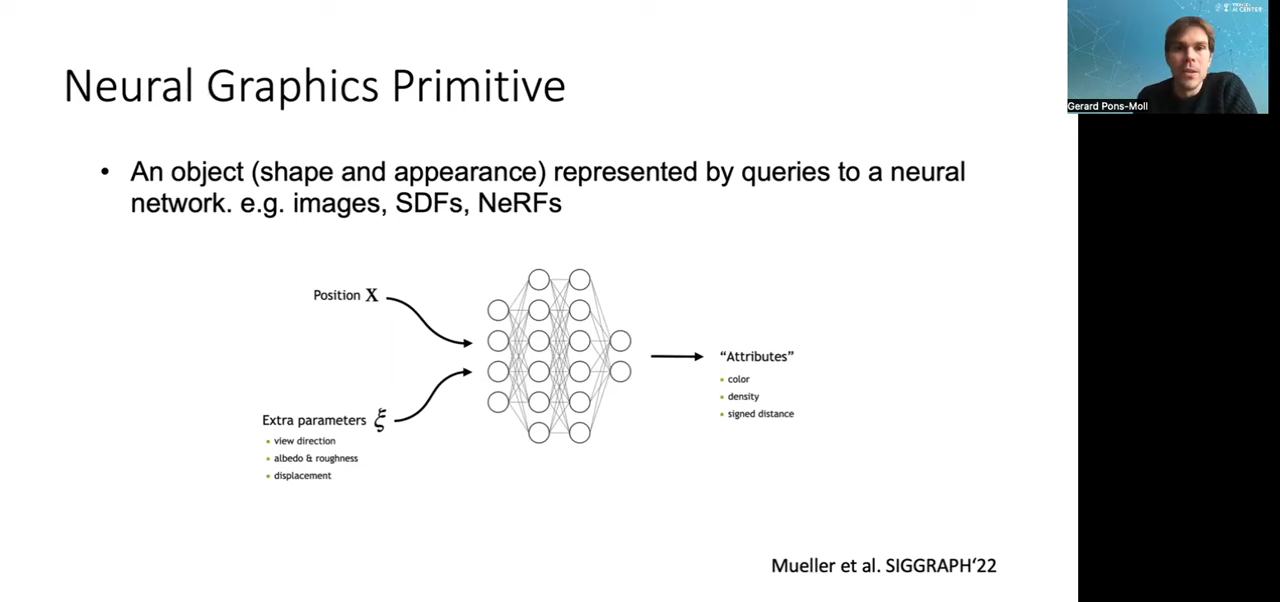 Neural Graphics Primitive
• An object (shape and appearance) represented by queries to a neural
network. e.g. images, SDFs, NeRFs
Position X
Extra parameters ξ
• view direction
• albedo & roughness
• displacement
“Attributes”
• color
• density
• signed distance
Mueller et al. SIGGRAPH‘22
AI CENTER
Gerard Pons-Moll